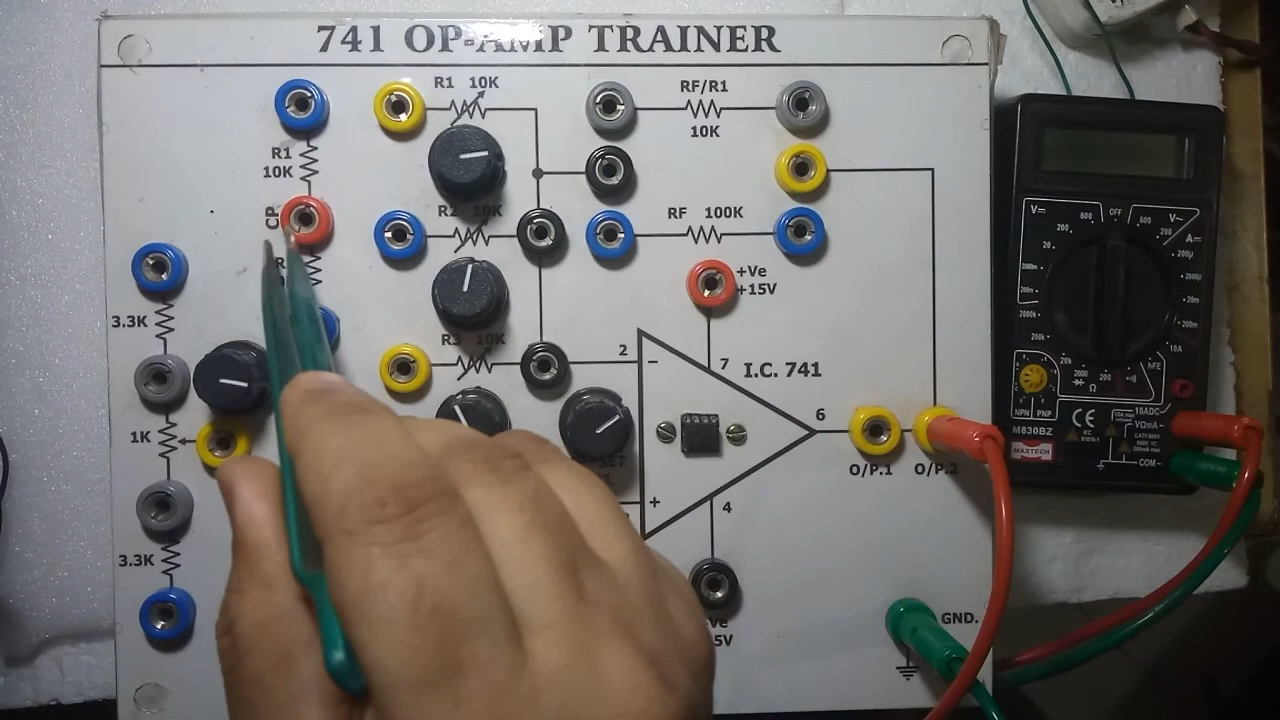 741 OP-AMP TRAINER
R1 10K
RF/R1
10K
R1
10K
CP
R2 10K
RF 100K
+Ve
+15V
3.3K
R3 10K
2
−
7
I.C. 741
6
1K
O/P.1
O/P.2
+
4
3.3K
GND.
OFF
V
600
200
20
2000m
200m
2000k
200k
20k
2000
200
Ω
600
200
V~
A
200µ
2000µ
20m
200m
10A
hFE
NPN PNP
M830BZ
MASTECH
CE
10ADC
VΩmA
COM